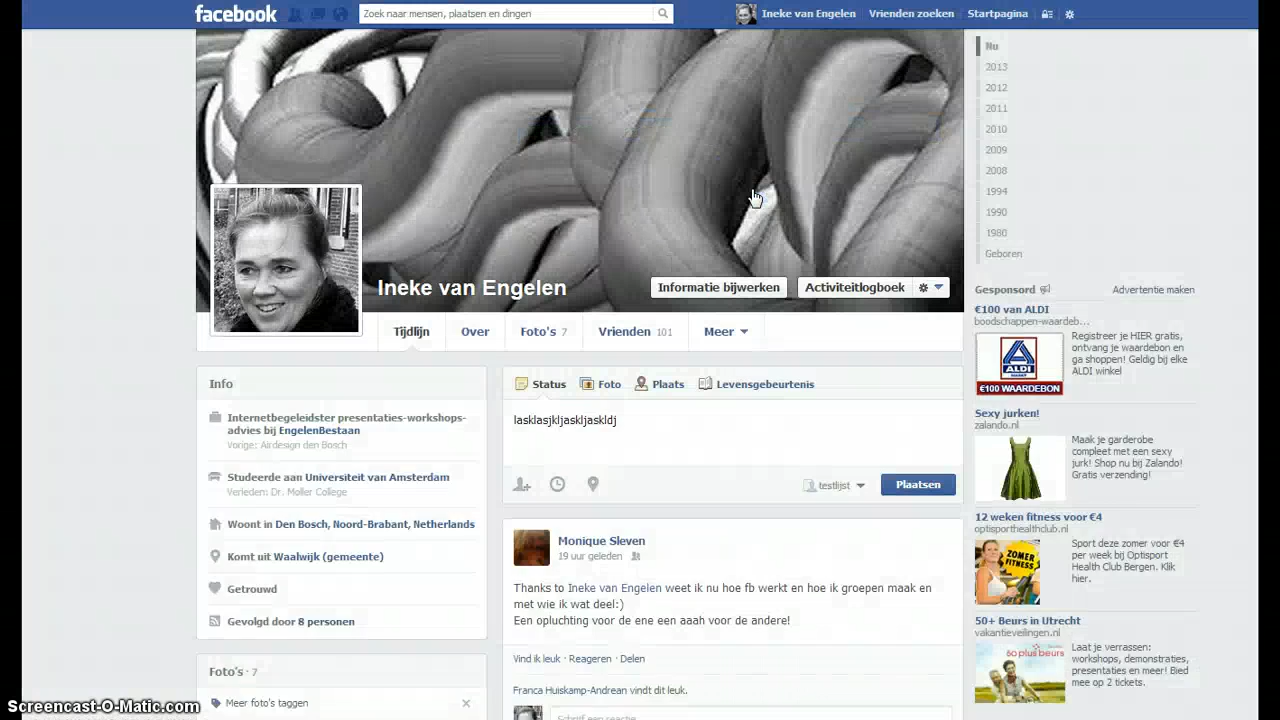 facebook
Zoek naar mensen, plaatsen en dingen
Ineke van Engelen
Vrienden zoeken
Startpagina
Nu
2013
2012
2011
2010
2009
2008
1994
1990
1980
Geboren
Ineke van Engelen
Informatie bijwerken
Activiteitlogboek
Tijdlijn
Over
Foto's 7
Vrienden 101
Meer
Info
Internetbegeleidster presentaties-workshops-
advies bij EngelenBestaan
Vorige: Airdesign den Bosch
Studeerde aan Universiteit van Amsterdam
Verleden: Dr. Moller College
Woont in Den Bosch, Noord-Brabant, Netherlands
Komt uit Waalwijk (gemeente)
Getrouwd
Gevolgd door 8 personen
Foto's · 7
Meer foto's taggen
Status
Foto
Plaats
Levensgebeurtenis
lasklasjkljaskljaskldj
testlijst
Plaatsen
Monique Sleven
19 uur geleden
Thanks to Ineke van Engelen weet ik nu hoe fb werkt en hoe ik groepen maak en
met wie ik wat deel:)
Een opluchting voor de ene een aaah voor de andere!
Vind ik leuk · Reageren · Delen
Franca Huiskamp-Andrean vindt dit leuk.
Schrijf een reactie...
Gesponsord
Advertentie maken
€100 van ALDI
boodschappen-waardeb...
ALDI
€100 WAARDEBON
Registreer je HIER gratis,
ontvang je waardebon en
ga shoppen! Geldig bij elke
ALDI winkel
Sexy jurken!
zalando.nl
Maak je garderobe
compleet met een sexy
jurk! Shop nu bij Zalando!
Gratis verzending!
12 weken fitness voor €4
optisporthealthclub.nl
ZOMER
FITNESS
Sport deze zomer voor €4
per week bij Optisport
Health Club Bergen. Klik
hier.
50+ Beurs in Utrecht
vakantieveilingen.nl
50 plus beurs
Laat je verrassen:
workshops, demonstraties,
presentaties en meer! Bied
mee op 2 tickets.
Screencast-O-Matic.com